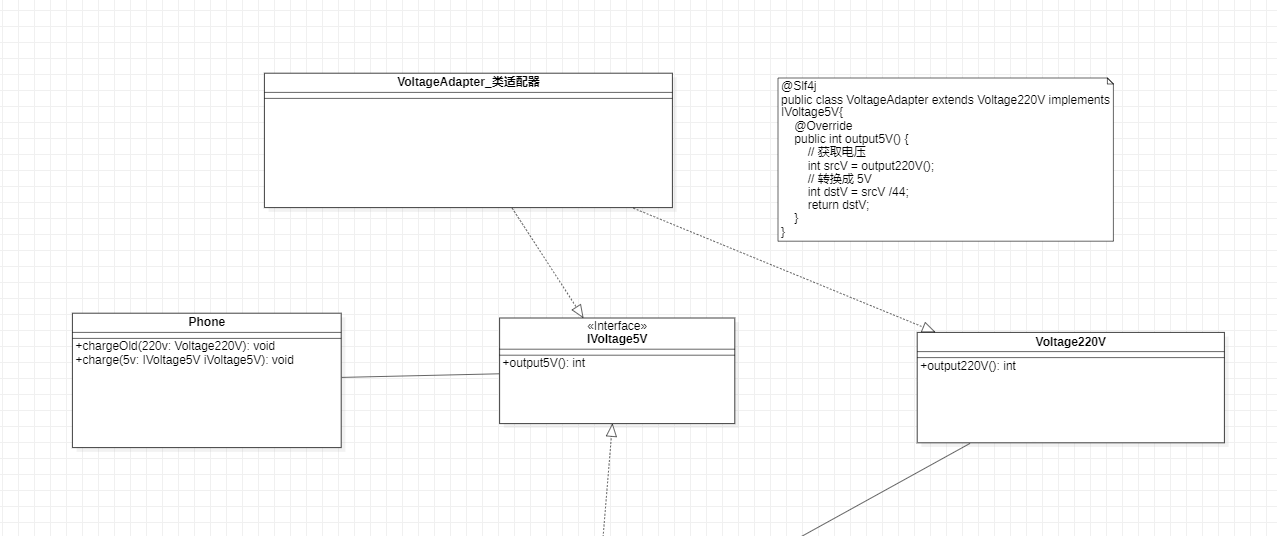 VoltageAdapter_类适配器
@Slf4j
public class VoltageAdapter extends Voltage220V implements
IVoltage5V{
@Override
public int output5V() {
// 获取电压
int srcV = output220V();
// 转换成 5V
int dstV = srcV /44;
return dstV;
}
}
Phone
+chargeOld(220v: Voltage220V): void
+charge(5v: IVoltage5V iVoltage5V): void
«Interface»
IVoltage5V
+output5V(): int
Voltage220V
+output220V(): int